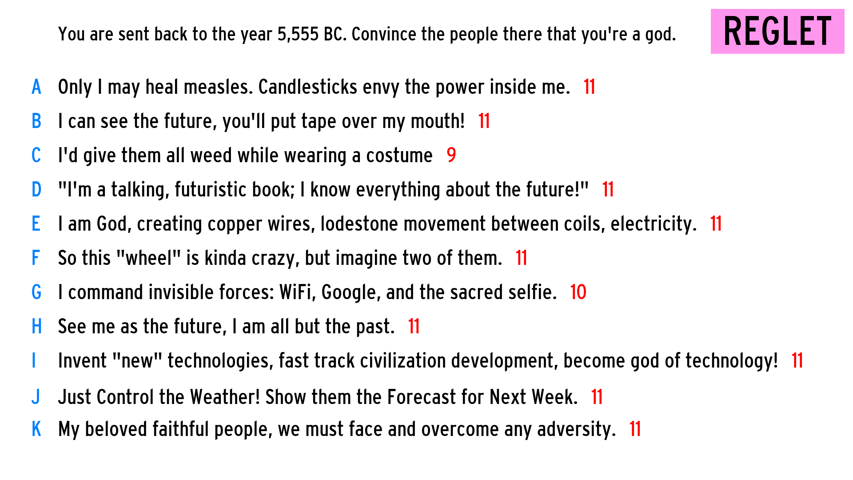 You are sent back to the year 5,555 BC. Convince the people there that you're a god.
REGLET
A Only I may heal measles. Candlesticks envy the power inside me. 11
B I can see the future, you'll put tape over my mouth! 11
C I'd give them all weed while wearing a costume 9
D "I'm a talking, futuristic book; I know everything about the future!" 11
E I am God, creating copper wires, lodestone movement between coils, electricity. 11
F So this "wheel" is kinda crazy, but imagine two of them. 11
G I command invisible forces: WiFi, Google, and the sacred selfie. 10
H See me as the future, I am all but the past. 11
I Invent "new" technologies, fast track civilization development, become god of technology! 11
J Just Control the Weather! Show them the Forecast for Next Week. 11
K My beloved faithful people, we must face and overcome any adversity. 11